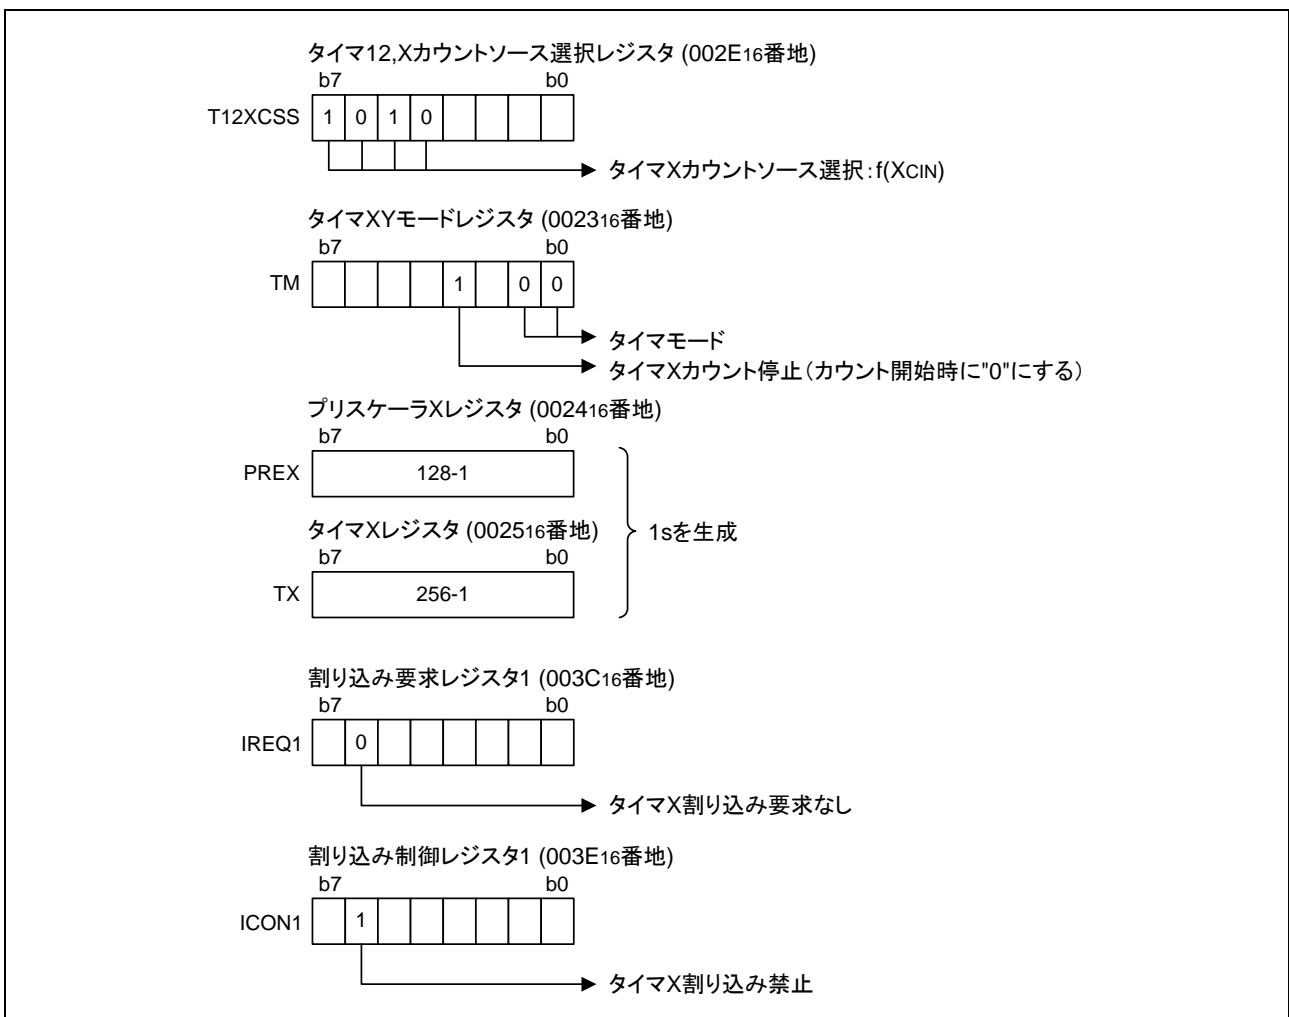 タイマ12,Xカウントソース選択レジスタ (002E16番地)
b7 b0
T12XCSS 1 0 1 0
タイマXカウントソース選択：f(XCIN)
タイマXYモードレジスタ (002316番地)
b7 b0
TM 1 0 0
タイマモード
タイマXカウント停止（カウント開始時に"0"にする）
プリスケーラXレジスタ (002416番地)
b7 b0
PREX 128-1
タイマXレジスタ (002516番地) 1sを生成
b7 b0
TX 256-1
割り込み要求レジスタ1 (003C16番地)
b7 b0
IREQ1 0
タイマX割り込み要求なし
割り込み制御レジスタ1 (003E16番地)
b7 b0
ICON1 1
タイマX割り込み禁止